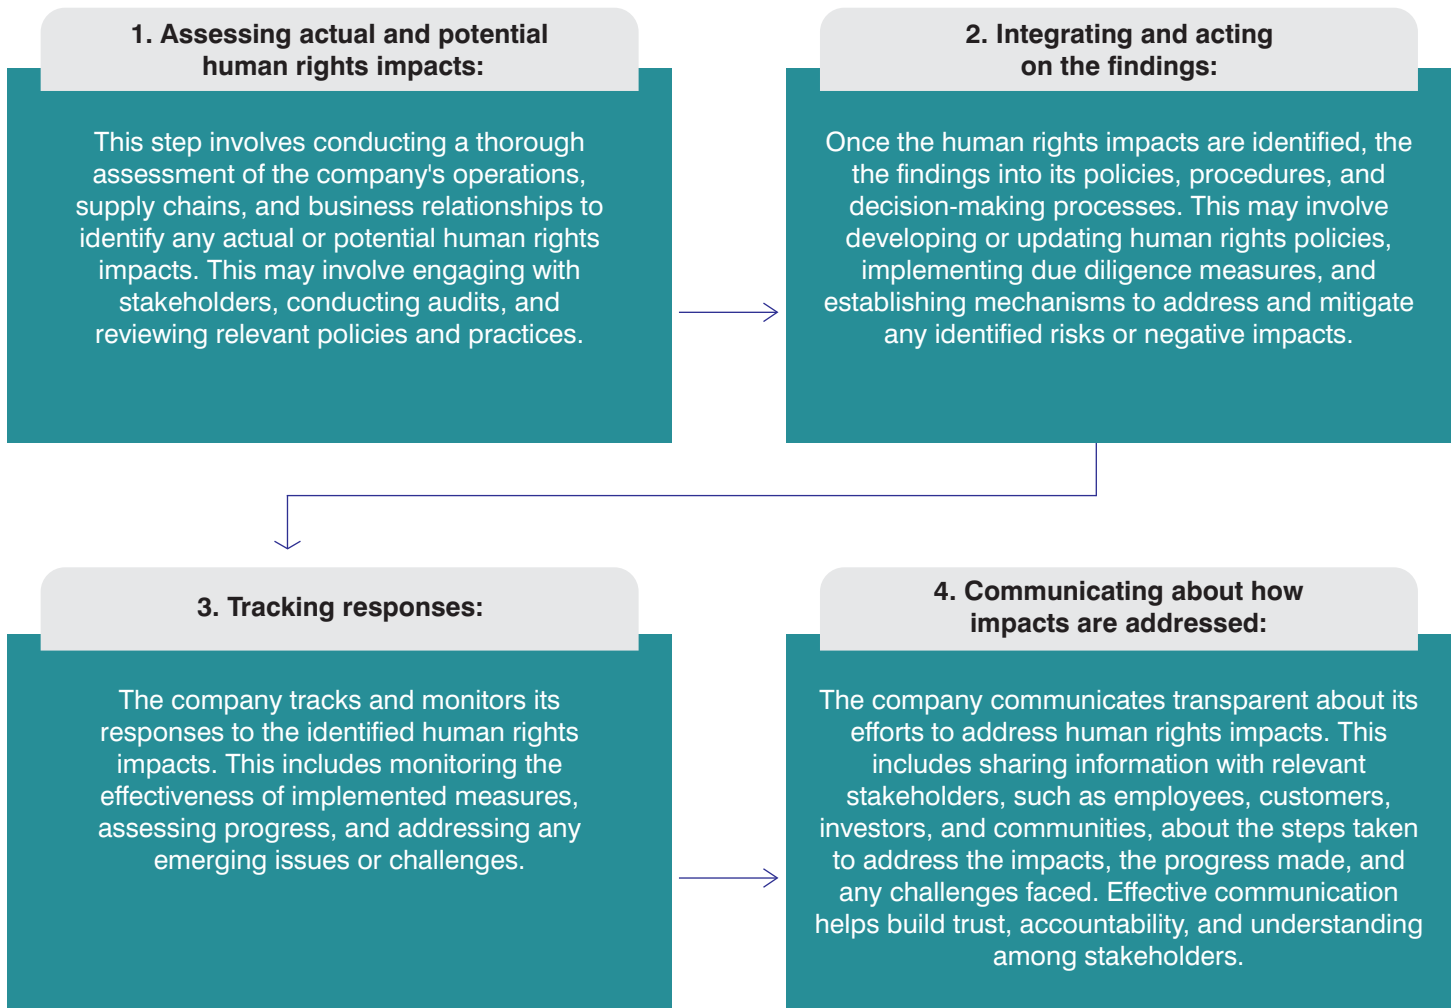 1. Assessing actual and potential
human rights impacts:
This step involves conducting a thorough
assessment of the company's operations,
supply chains, and business relationships to
identify any actual or potential human rights
impacts. This may involve engaging with
stakeholders, conducting audits, and
reviewing relevant policies and practices.
2. Integrating and acting
on the findings:
Once the human rights impacts are identified, the
the findings into its policies, procedures, and
decision-making processes. This may involve
developing or updating human rights policies,
implementing due diligence measures, and
establishing mechanisms to address and mitigate
any identified risks or negative impacts.
3. Tracking responses:
The company tracks and monitors its
responses to the identified human rights
impacts. This includes monitoring the
effectiveness of implemented measures,
assessing progress, and addressing any
emerging issues or challenges.
4. Communicating about how
impacts are addressed:
The company communicates transparent about its
efforts to address human rights impacts. This
includes sharing information with relevant
stakeholders, such as employees, customers,
investors, and communities, about the steps taken
to address the impacts, the progress made, and
any challenges faced. Effective communication
helps build trust, accountability, and understanding
among stakeholders.